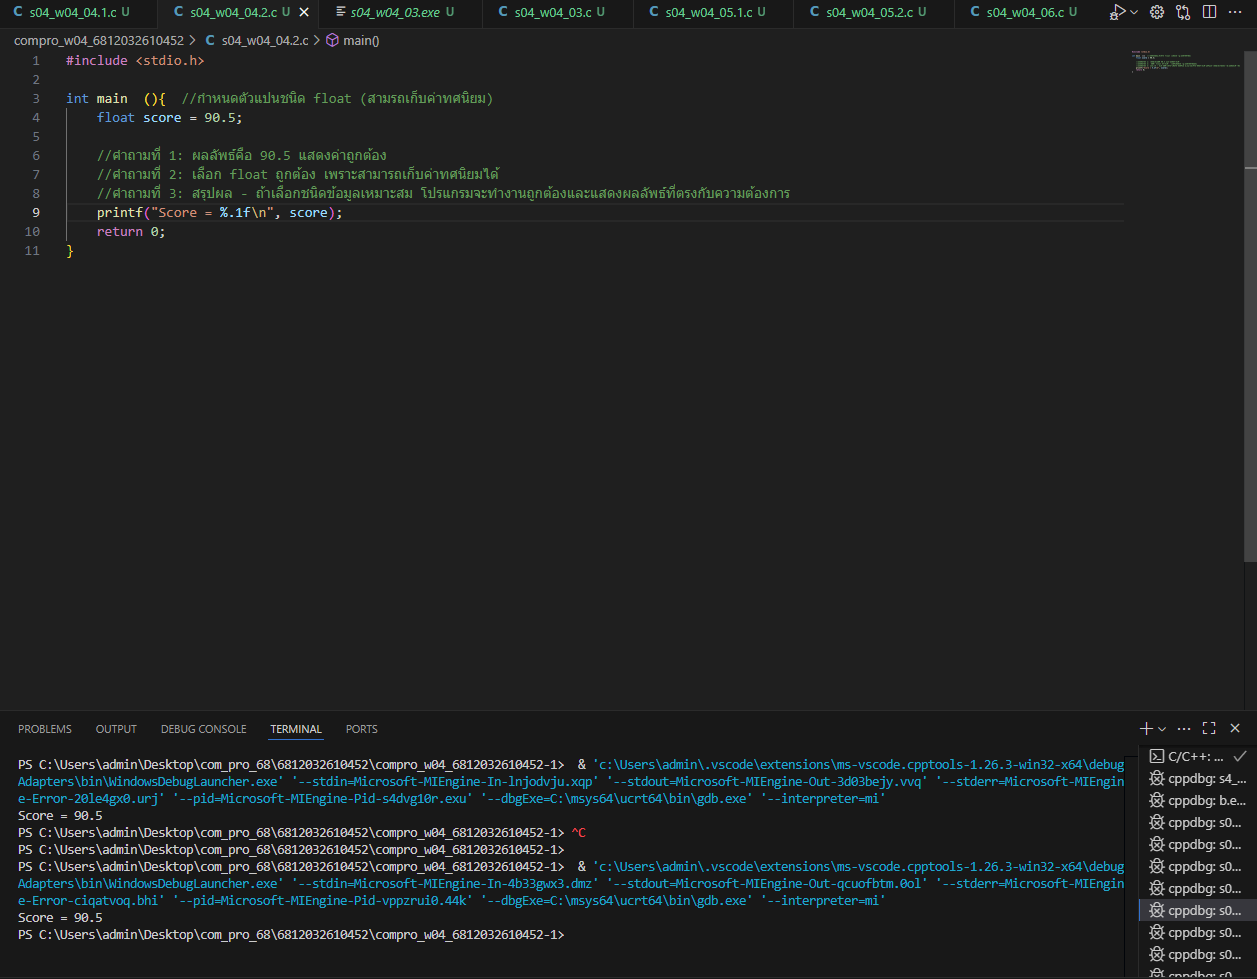 s04_w04_04.1.c U
s04_w04_04.2.c U
s04_w04_03.exe U
s04_w04_03.c U
s04_w04_05.1.c U
s04_w04_05.2.c U
s04_w04_06.c U
compro_w04_6812032610452 > C s04_w04_04.2.c > main()
1 #include <stdio.h>
2
3 int main  (){  //กำหนดตัวแปนชนิด float (สามรถเก็บค่าทศนิยม)
4     float score = 90.5;
5
6     //คำถามที่ 1: ผลลัพธ์คือ 90.5 แสดงค่าถูกต้อง
7     //คำถามที่ 2: เลือก float ถูกต้อง เพราะสามารถเก็บค่าทศนิยมได้
8     //คำถามที่ 3: สรุปผล - ถ้าเลือกชนิดข้อมูลเหมาะสม โปรแกรมจะทำงานถูกต้องและแสดงผลลัพธ์ที่ตรงกับความต้องการ
9     printf("Score = %.1f\n", score);
10     return 0;
11 }
PROBLEMS OUTPUT DEBUG CONSOLE TERMINAL PORTS
PS C:\Users\admin\Desktop\com_pro_68\6812032610452\compro_w04_6812032610452-1>  & 'c:\Users\admin\.vscode\extensions\ms-vscode.cpptools-1.26.3-win32-x64\debug
Adapters\bin\WindowsDebugLauncher.exe' '--stdin=Microsoft-MIEngine-In-lnjodvju.xqp' '--stdout=Microsoft-MIEngine-Out-3d03bejy.vvq' '--stderr=Microsoft-MIEngin
e-Error-20le4gx0.urj' '--pid=Microsoft-MIEngine-Pid-s4dvg10r.exu' '--dbgExe=C:\msys64\ucrt64\bin\gdb.exe' '--interpreter=mi'
Score = 90.5
PS C:\Users\admin\Desktop\com_pro_68\6812032610452\compro_w04_6812032610452-1> ^C
PS C:\Users\admin\Desktop\com_pro_68\6812032610452\compro_w04_6812032610452-1>
PS C:\Users\admin\Desktop\com_pro_68\6812032610452\compro_w04_6812032610452-1>  & 'c:\Users\admin\.vscode\extensions\ms-vscode.cpptools-1.26.3-win32-x64\debug
Adapters\bin\WindowsDebugLauncher.exe' '--stdin=Microsoft-MIEngine-In-4b33gwx3.dmz' '--stdout=Microsoft-MIEngine-Out-qcuofbtm.0ol' '--stderr=Microsoft-MIEngin
e-Error-ciqatvoq.bhi' '--pid=Microsoft-MIEngine-Pid-vppzrui0.44k' '--dbgExe=C:\msys64\ucrt64\bin\gdb.exe' '--interpreter=mi'
Score = 90.5
PS C:\Users\admin\Desktop\com_pro_68\6812032610452\compro_w04_6812032610452-1>
C/C++: ...
cppdbg: s4_...
cppdbg: b.e...
cppdbg: s0...
cppdbg: s0...
cppdbg: s0...
cppdbg: s0...
cppdbg: s0...
cppdbg: s0...
cppdbg: s0...
cppdbg: s0...